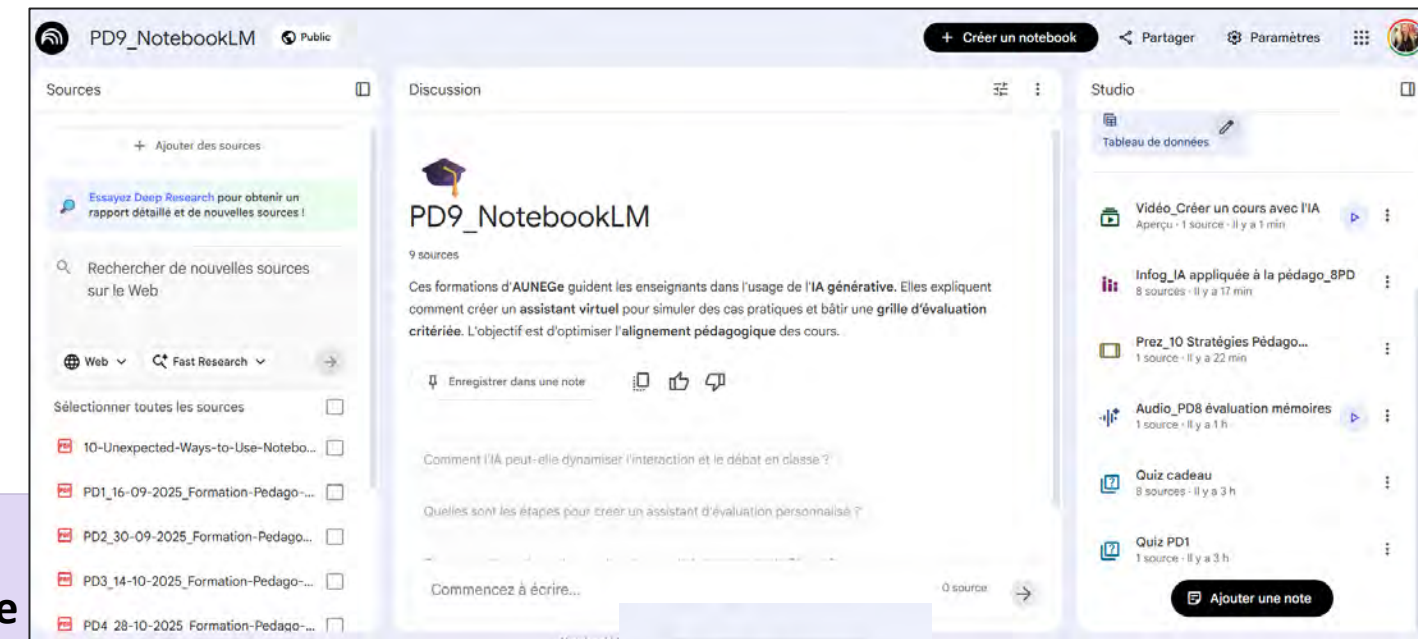 PD9_NotebookLM
Public
+ Créer un notebook
Partager
Paramètres
Sources
+ Ajouter des sources
Essayez Deep Research pour obtenir un
rapport détaillé et de nouvelles sources !
Rechercher de nouvelles sources
sur le Web
Web
Fast Research
Sélectionner toutes les sources
10-Unexpected-Ways-to-Use-Notebo...
PD1_16-09-2025_Formation-Pedago-...
PD2_30-09-2025_Formation-Pedago...
PD3_14-10-2025_Formation-Pedago-...
PD4_28-10-2025_Formation-Pedago-...
e
Discussion
PD9_NotebookLM
9 sources
Ces formations d'AUNEGe guident les enseignants dans l'usage de l'IA générative. Elles expliquent
comment créer un assistant virtuel pour simuler des cas pratiques et bâtir une grille d'évaluation
critériée. L'objectif est d'optimiser l'alignement pédagogique des cours.
Enregistrer dans une note
Comment l'IA peut-elle dynamiser l'interaction et le débat en classe ?
Quelles sont les étapes pour créer un assistant d'évaluation personnalisé ?
Commencez à écrire...
0 source
Studio
Tableau de données
Vidéo_Créer un cours avec l'IA
Aperçu · 1 source · Il y a 1 min
Infog_IA appliquée à la pédago_8PD
8 sources · Il y a 17 min
Prez_10 Stratégies Pédago...
1 source · Il y a 22 min
Audio_PD8 évaluation mémoires
1 source · Il y a 1 h
Quiz cadeau
8 sources · Il y a 3 h
Quiz PD1
1 source · Il y a 3 h
Ajouter une note